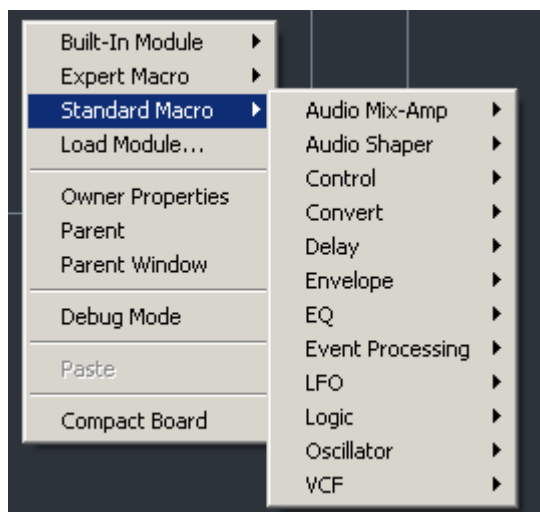 Built-In Module
Expert Macro
Standard Macro
Load Module...
Owner Properties
Parent
Parent Window
Debug Mode
Paste
Compact Board
Audio Mix-Amp
Audio Shaper
Control
Convert
Delay
Envelope
EQ
Event Processing
LFO
Logic
Oscillator
VCF